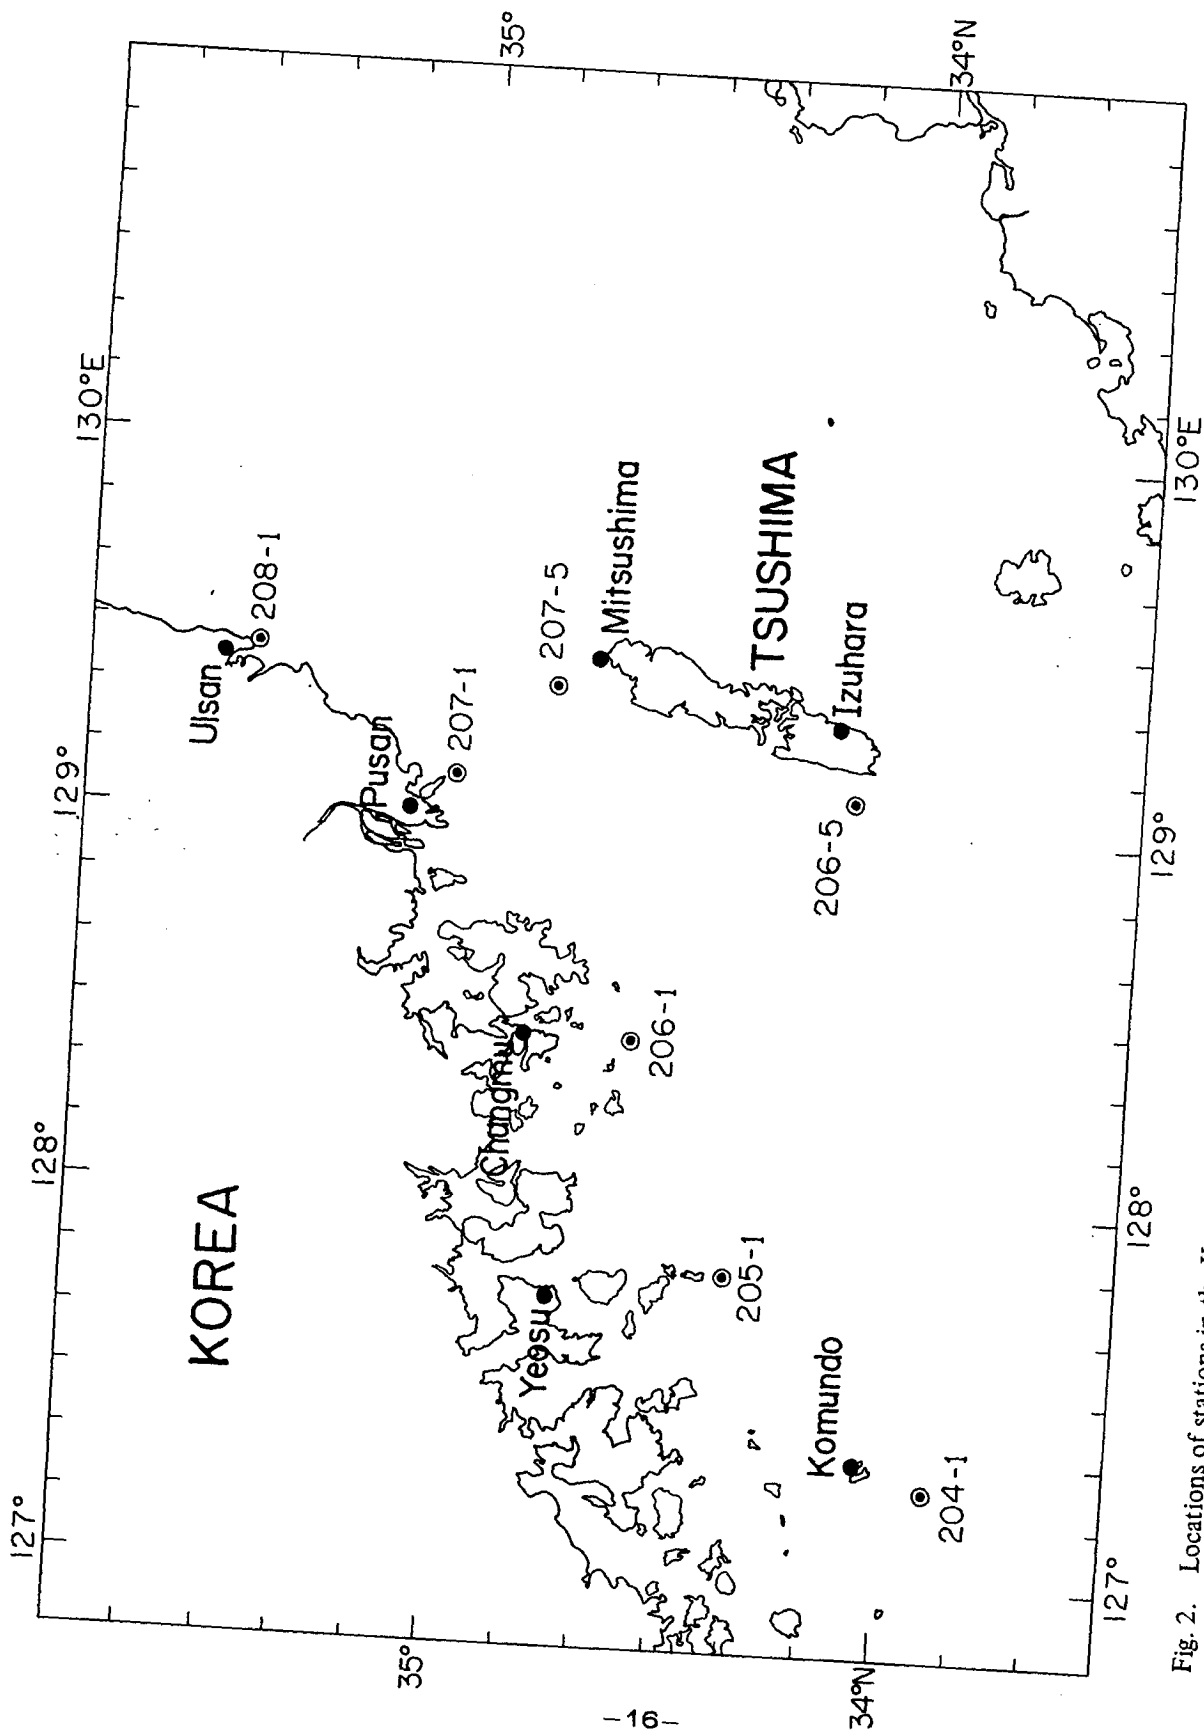 127°
128°
129°
130°E
KOREA
Ulsan
208-1
Pusan
207-1
35°
35°
Changmu
Yeosu
207-5
Mitsushima
206-1
205-1
TSUSHIMA
Komundo
206-5
Izuhara
204-1
34°N
34°N
127°
128°
129°
130°E
Fig. 2. Locations of stations in the
-16-